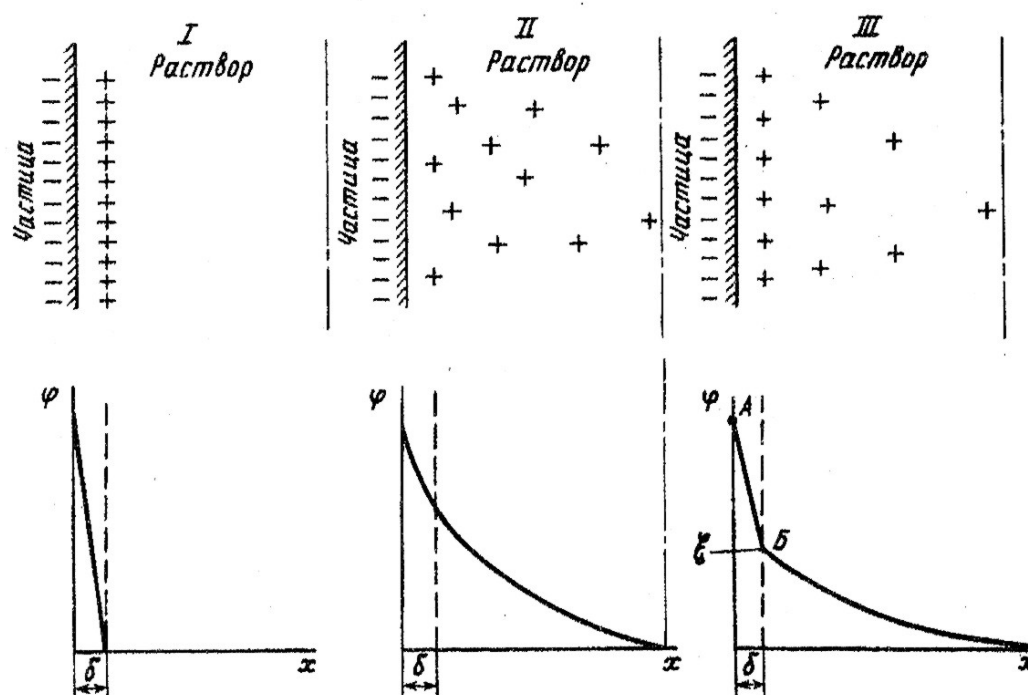 I
Раствор
Частица
II
Раствор
Частица
III
Раствор
Частица
φ
δ
x
φ
δ
x
φ
А
ξ
Б
δ
x